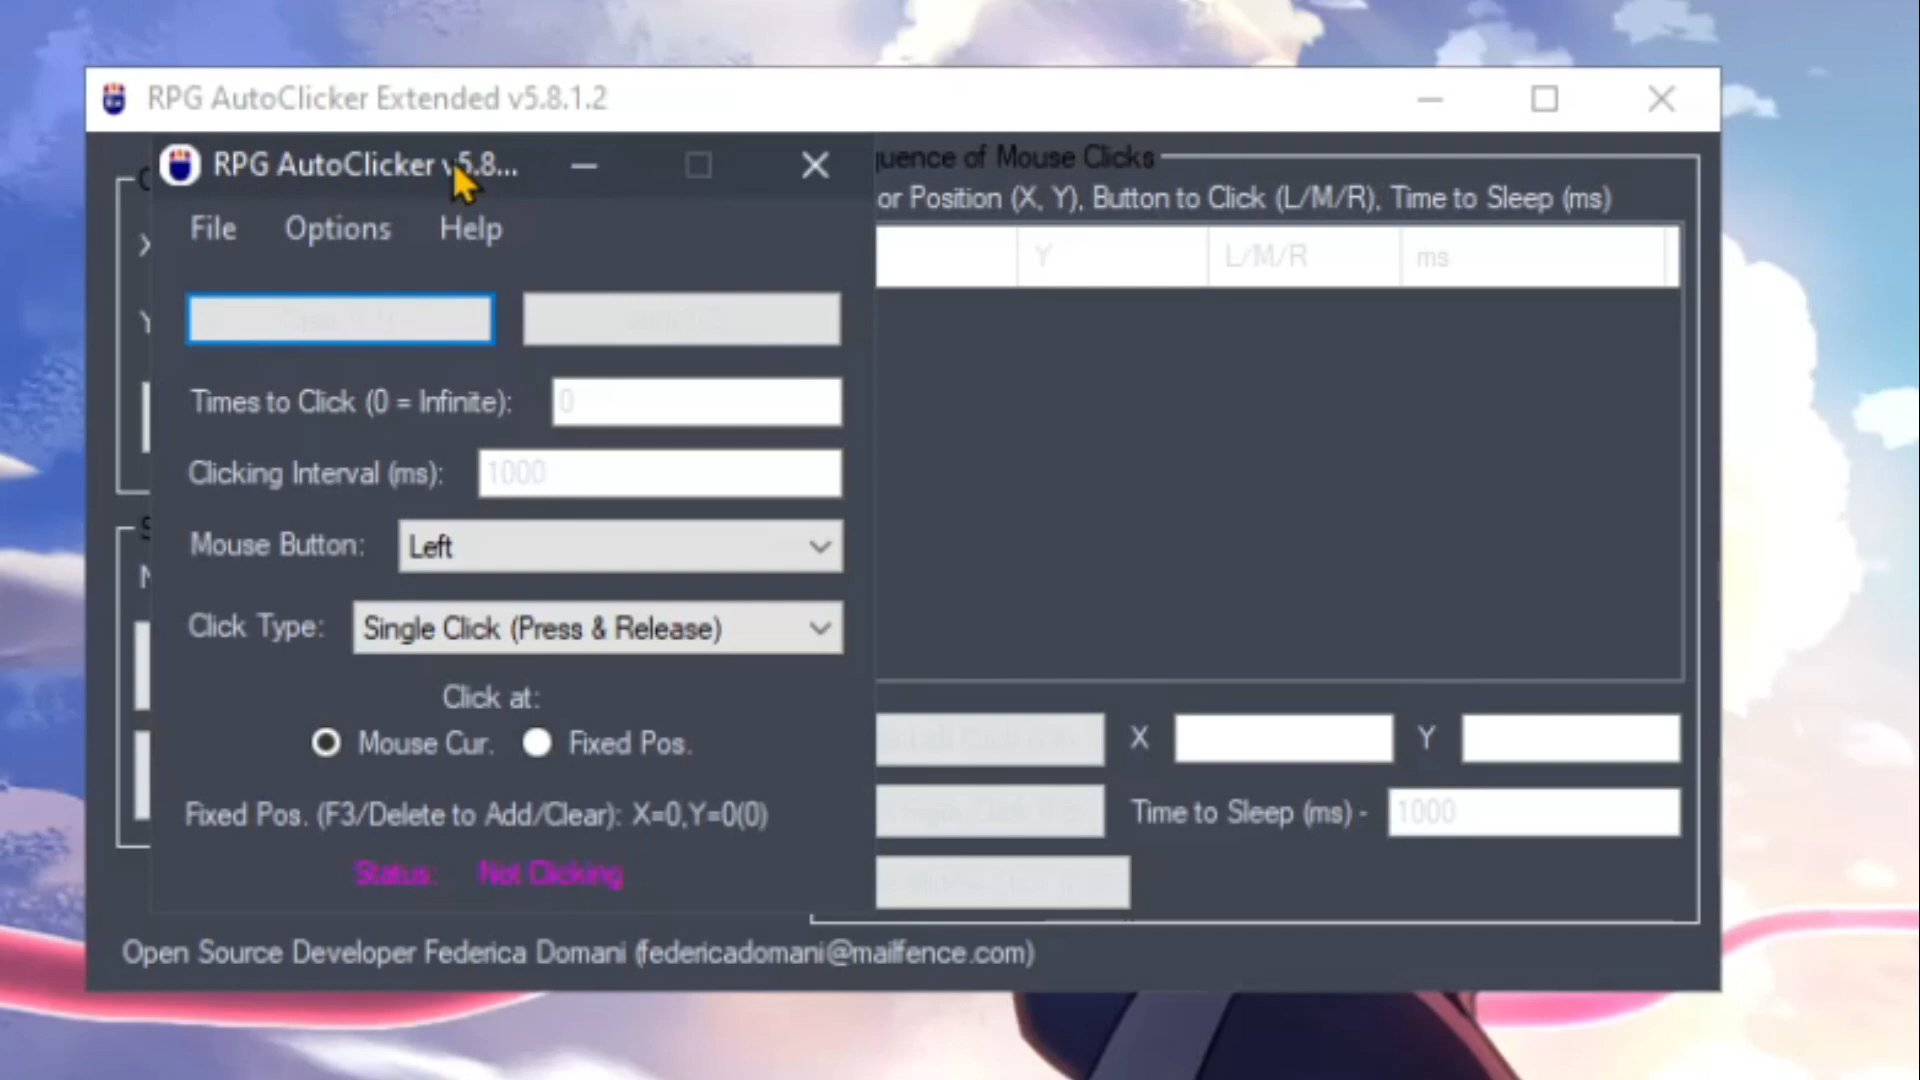 RPG AutoClicker Extended v5.8.1.2
RPG AutoClicker v5.8...
File Options Help
Times to Click (0 = Infinite): 0
Clicking Interval (ms): 1000
Mouse Button: Left
Click Type: Single Click (Press & Release)
Click at:
Mouse Cur. Fixed Pos.
Fixed Pos. (F3/Delete to Add/Clear): X=0,Y=0(0)
Status: Not Clicking
of Mouse Clicks
Position (X, Y), Button to Click (L/M/R), Time to Sleep (ms)
Y L/M/R ms
X Y
Time to Sleep (ms) - 1000
Open Source Developer Federica Domani (federicadomani@mailfence.com)